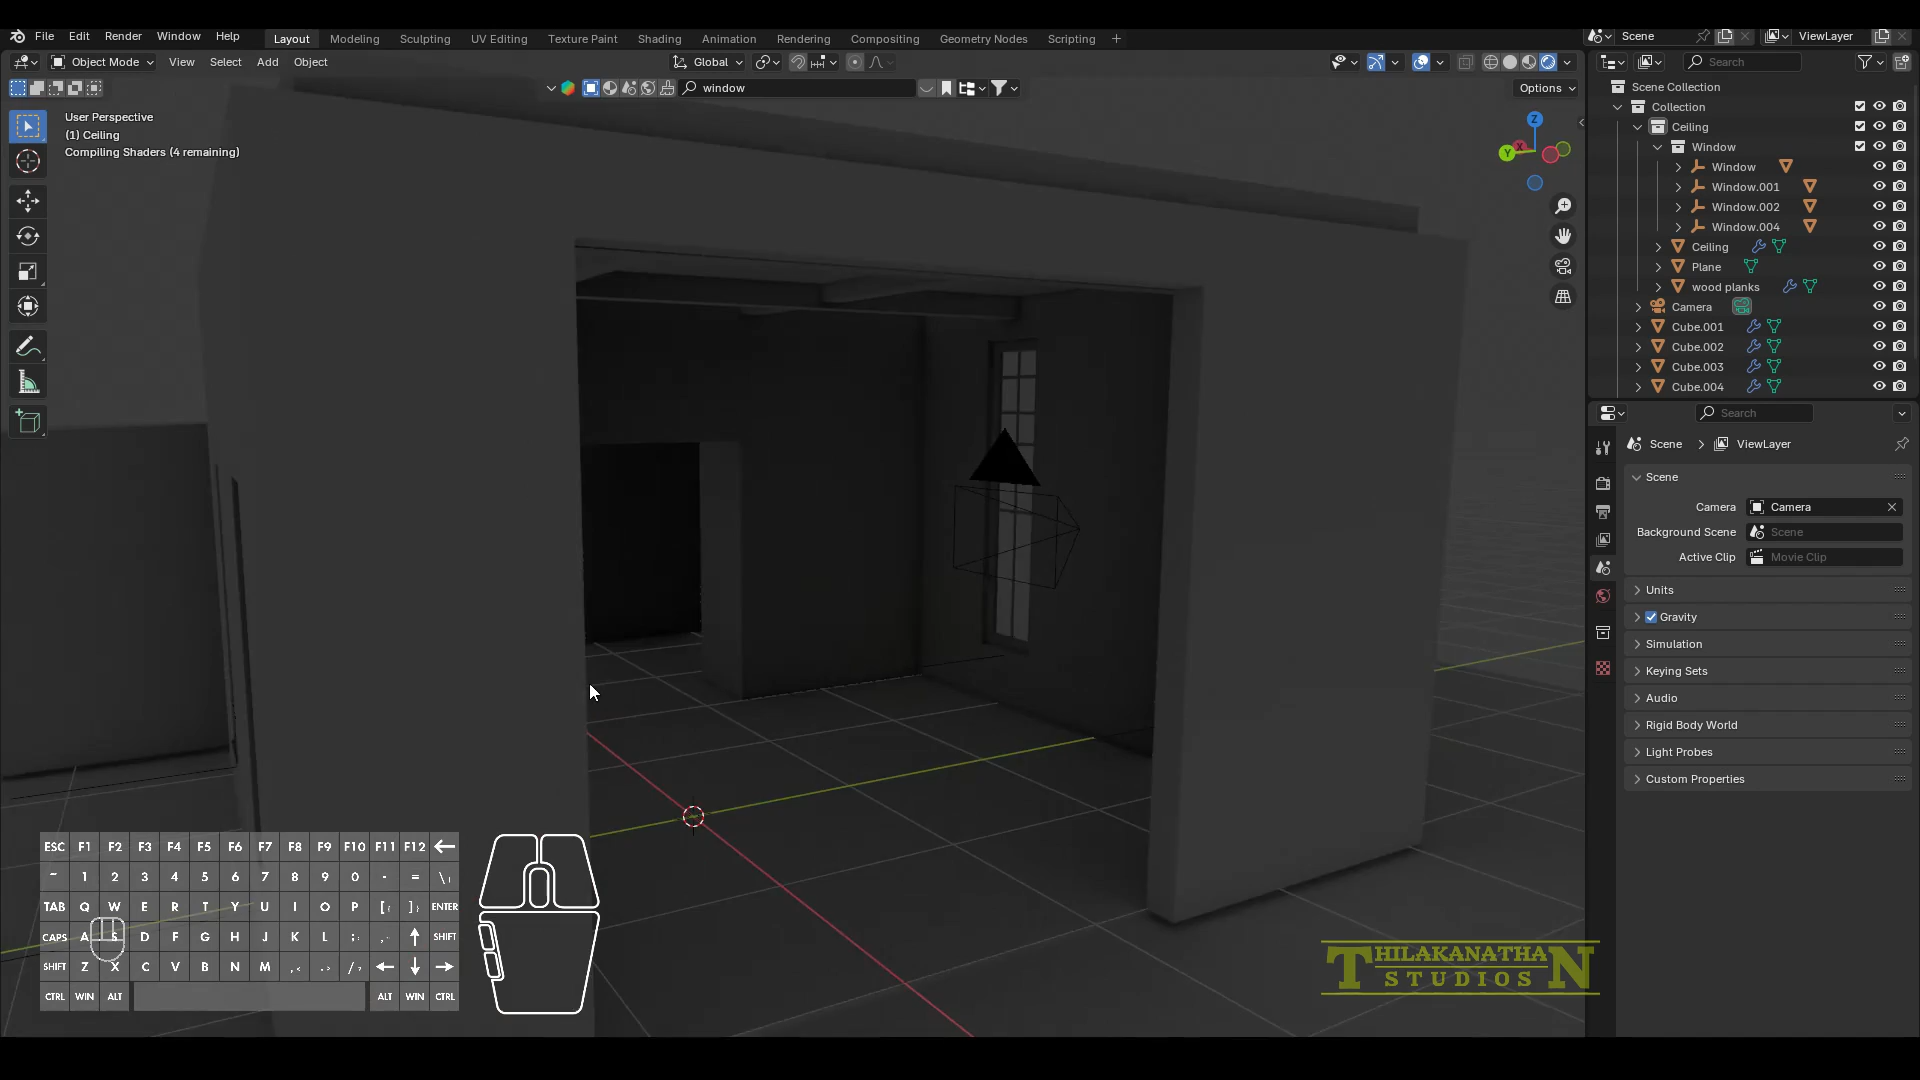 File Edit Render Window Help
Layout Modeling Sculpting UV Editing Texture Paint Shading Animation Rendering Compositing Geometry Nodes Scripting +
Scene ViewLayer
Object Mode View Select Add Object
Global
Search
window
Options
User Perspective
(1) Ceiling
Compiling Shaders (4 remaining)
Z
Y
X
Scene Collection
Collection
Ceiling
Window
Window
Window.001
Window.002
Window.004
Ceiling
Plane
wood planks
Camera
Cube.001
Cube.002
Cube.003
Cube.004
Search
Scene > ViewLayer
Scene
Camera Camera
Background Scene Scene
Active Clip Movie Clip
Units
Gravity
Simulation
Keying Sets
Audio
Rigid Body World
Light Probes
Custom Properties
ESC F1 F2 F3 F4 F5 F6 F7 F8 F9 F10 F11 F12 ←
~ 1 2 3 4 5 6 7 8 9 0 - = \
TAB Q W E R T Y U I O P [ ] ENTER
CAPS A S D F G H J K L ; , ↑ SHIFT
SHIFT Z X C V B N M , . / ← ↓ →
CTRL WIN ALT ALT WIN CTRL
THILAKANATHAN
STUDIOS